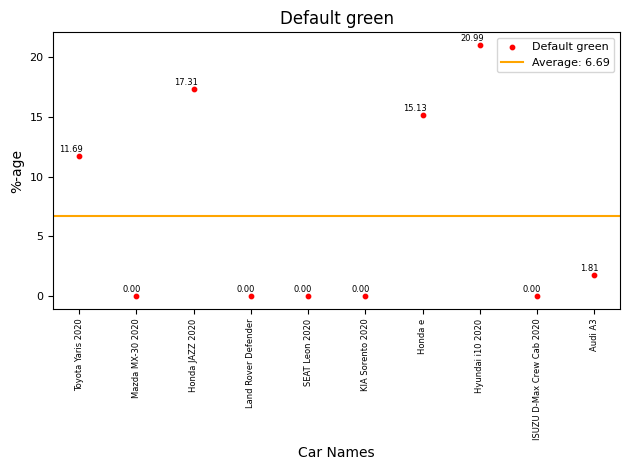 Default green
Default green
Average: 6.69
%-age
20
15
10
5
0
11.69
0.00
17.31
0.00
0.00
0.00
15.13
20.99
0.00
1.81
Toyota Yaris 2020
Mazda MX-30 2020
Honda JAZZ 2020
Land Rover Defender
SEAT Leon 2020
KIA Sorento 2020
Honda e
Hyundai i10 2020
ISUZU D-Max Crew Cab 2020
Audi A3
Car Names